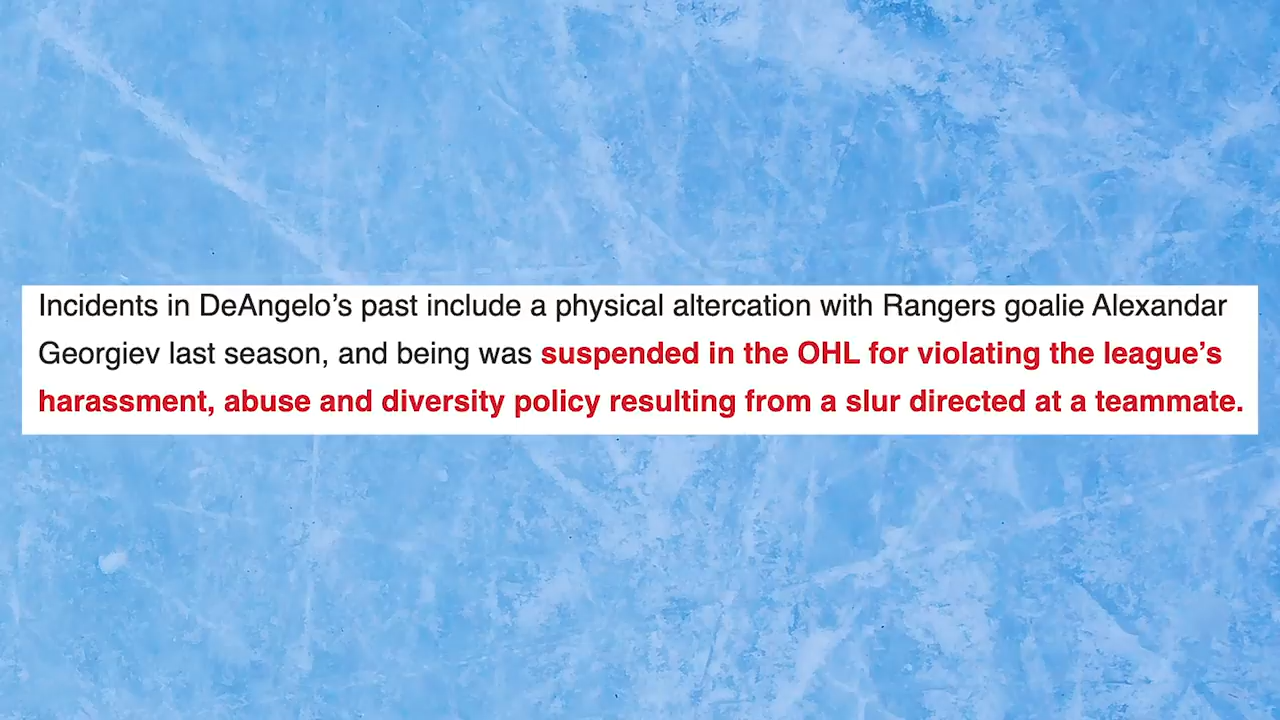 Incidents in DeAngelo’s past include a physical altercation with Rangers goalie Alexandar
Georgiev last season, and being was suspended in the OHL for violating the league’s
harassment, abuse and diversity policy resulting from a slur directed at a teammate.